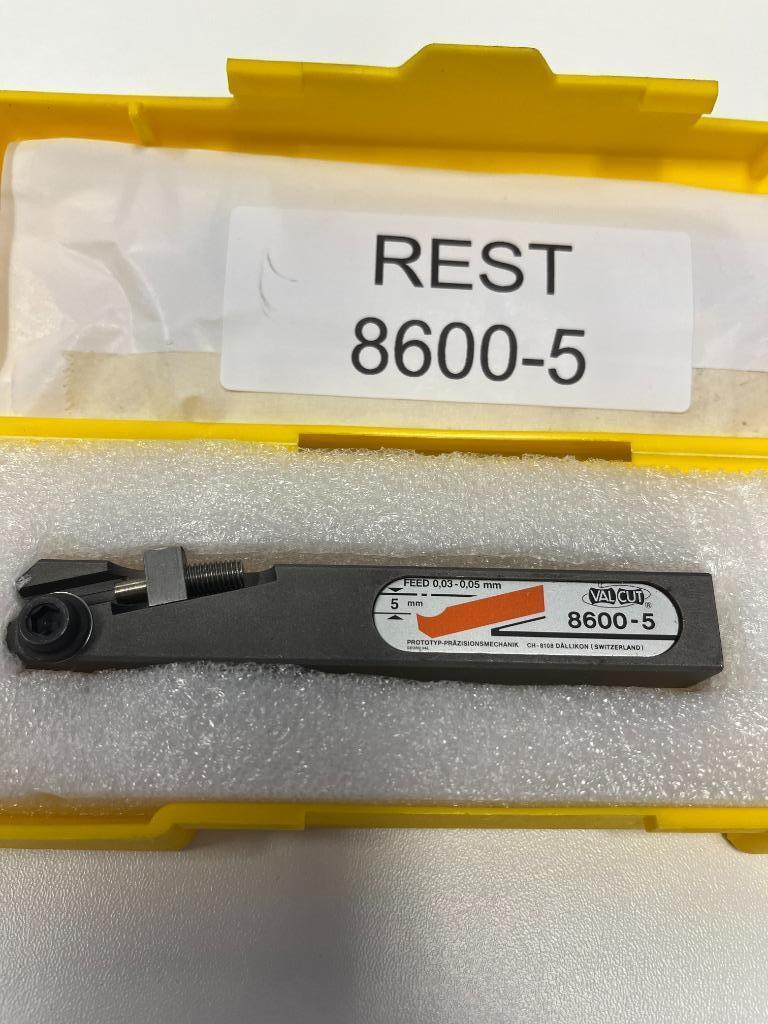 REST
8600-5
FEED 0,03-0,05 mm
5 mm
VALCUT ®
8600-5
PROTOTYP-PRÄZISIONSMECHANIK CH-8108 DÄLLIKON (SWITZERLAND)